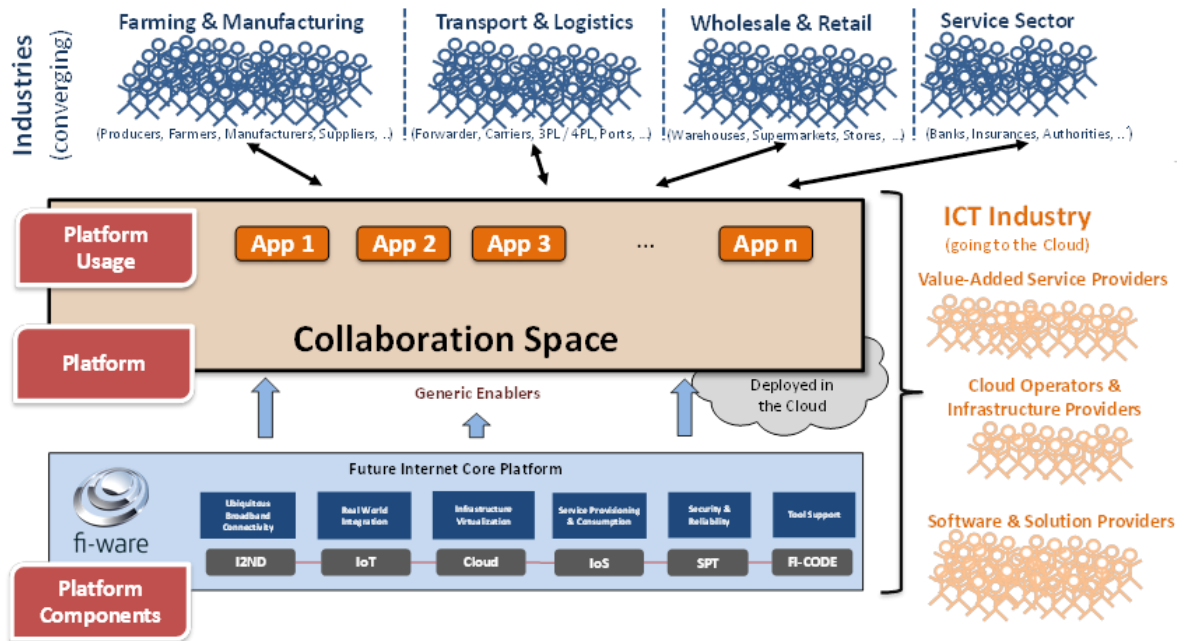 Industries
(converging)
Farming & Manufacturing
Transport & Logistics
Wholesale & Retail
Service Sector
(Producers, Farmers, Manufacturers, Suppliers, ..)
(Forwarder, Carriers, 3PL / 4PL, Ports, ...)
(Warehouses, Supermarkets, Stores, ...)
(Banks, Insurances, Authorities, ..)
Platform
Usage
App 1
App 2
App 3
...
App n
Collaboration Space
Platform
Generic Enablers
Deployed in
the Cloud
ICT Industry
(going to the Cloud)
Value-Added Service Providers
Cloud Operators &
Infrastructure Providers
Software & Solution Providers
Future Internet Core Platform
fi-ware
Ubiquitous
Broadband
Connectivity
Real World
Integration
Infrastructure
Virtualization
Service Provisioning
& Consumption
Security &
Reliability
Tool Support
I2ND
IoT
Cloud
IoS
SPT
FI-CODE
Platform
Components